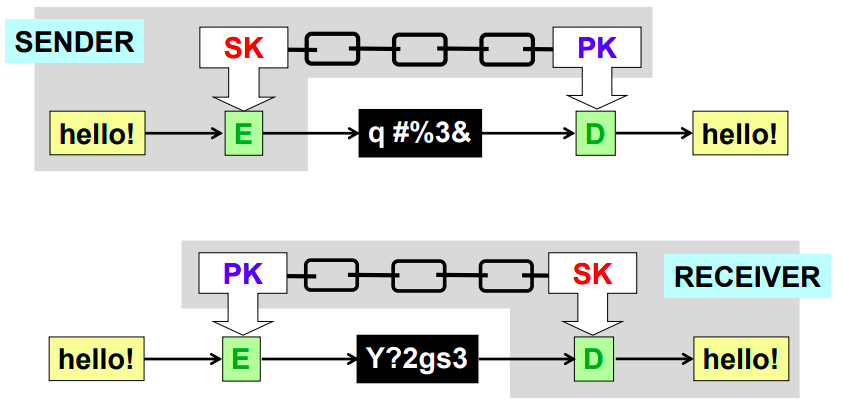 SENDER
SK
PK
hello!
E
q #%3&
D
hello!
PK
SK
RECEIVER
hello!
E
Y?2gs3
D
hello!